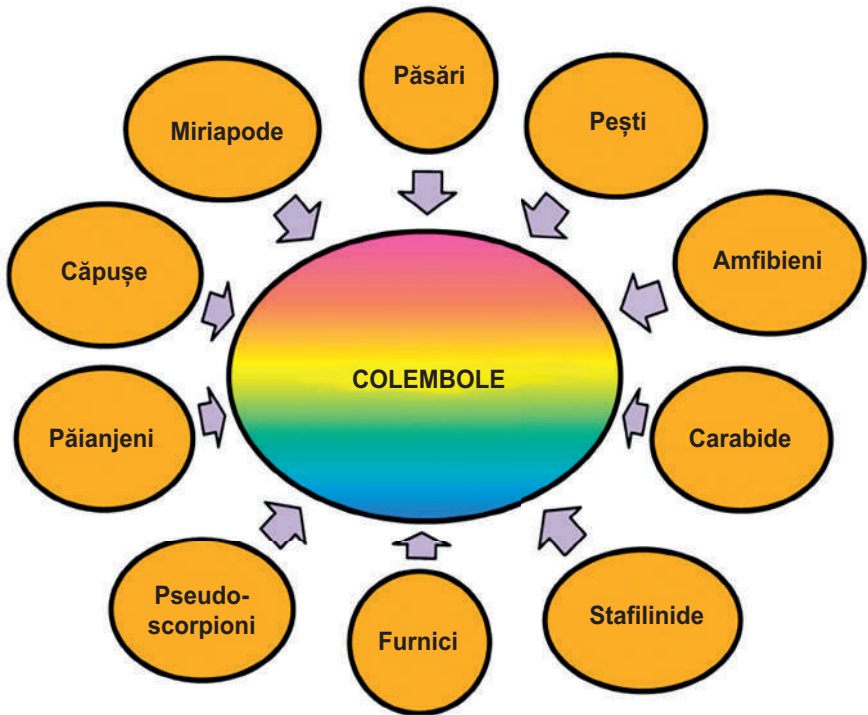 Păsări
Pești
Miriapode
Amfibieni
Căpușe
COLEMBOLE
Păianjeni
Carabide
Pseudo-
scorpioni
Furnici
Stafilinide